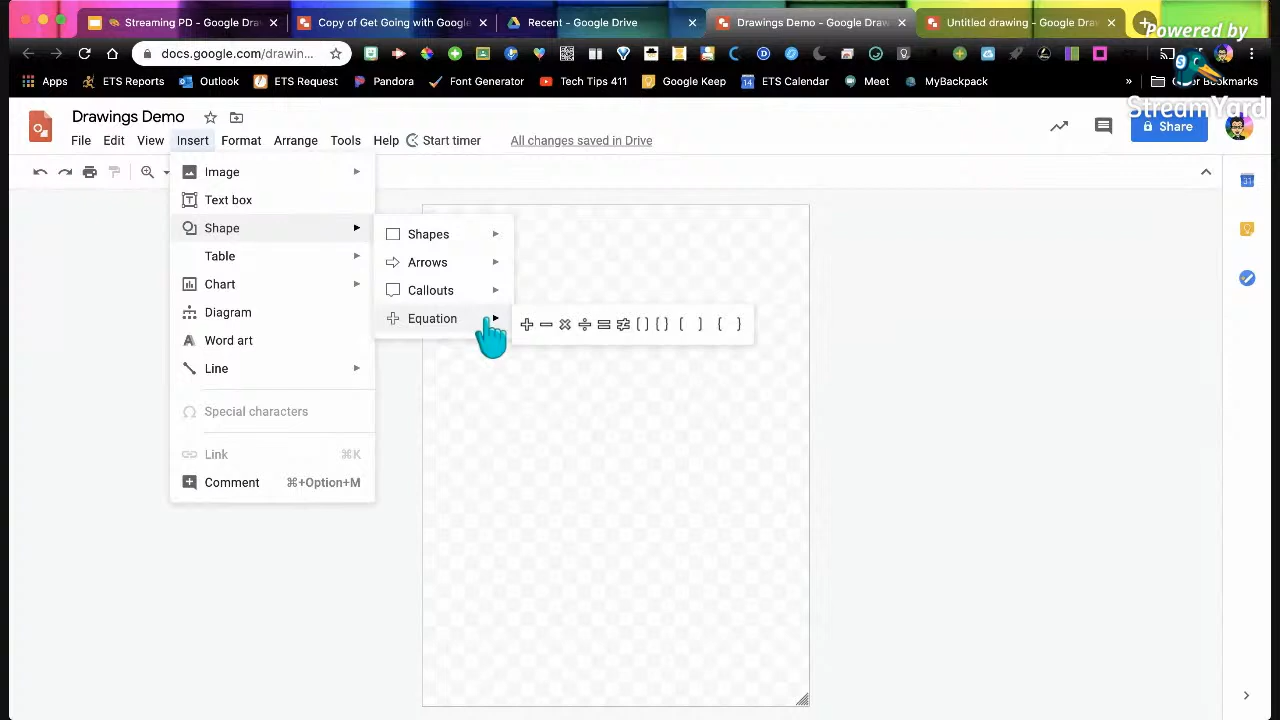 Streaming PD - Google Draw
Copy of Get Going with Google
Recent - Google Drive
Drawings Demo - Google Draw
Untitled drawing - Google Draw
Powered by
StreamYard
docs.google.com/drawin...
Apps
ETS Reports
Outlook
ETS Request
Pandora
Font Generator
Tech Tips 411
Google Keep
ETS Calendar
Meet
MyBackpack
»
Bookmarks
Drawings Demo
File Edit View Insert Format Arrange Tools Help Start timer All changes saved in Drive
Share
Image
Text box
Shape
Table
Chart
Diagram
Word art
Line
Special characters
Link ⌘K
Comment ⌘+Option+M
Shapes
Arrows
Callouts
Equation